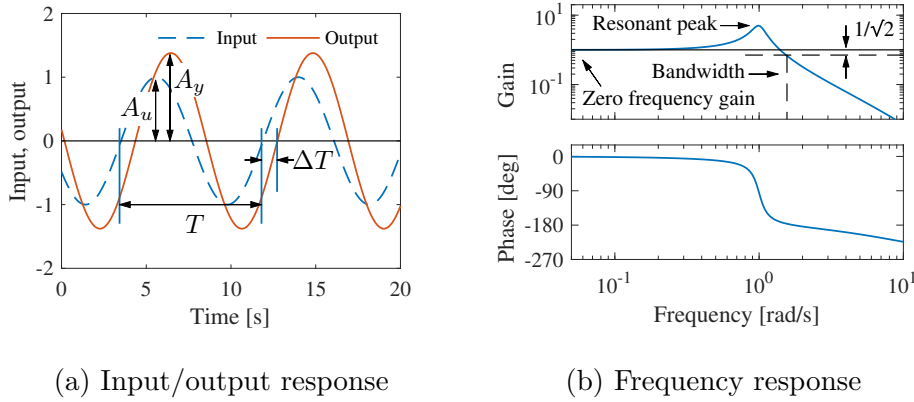 Input
Output
Input, output
2
1
0
-1
-2
A_u
A_y
ΔT
T
0
5
10
15
20
Time [s]
(a) Input/output response
Gain
10^1
10^-1
Resonant peak
1/√2
Bandwidth
Zero frequency gain
Phase [deg]
0
-90
-180
-270
10^-1
10^0
10^1
Frequency [rad/s]
(b) Frequency response